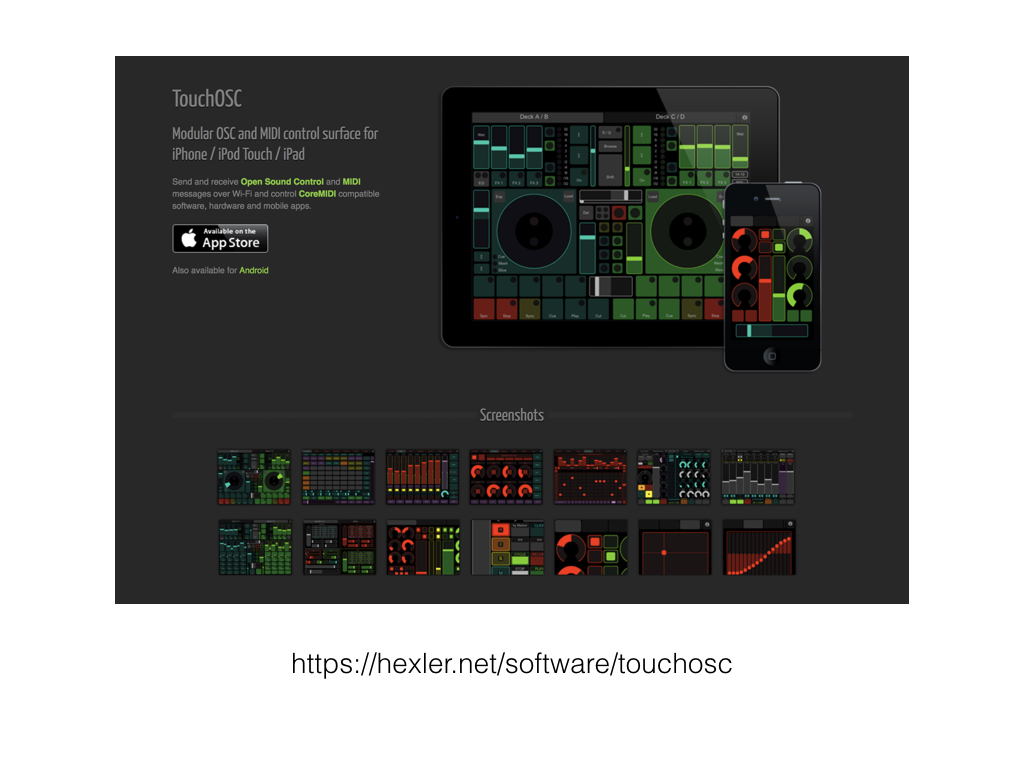 TouchOSC
Modular OSC and MIDI control surface for
iPhone / iPod Touch / iPad
Send and receive Open Sound Control and MIDI
messages over Wi-Fi and control CoreMIDI compatible
software, hardware and mobile apps.
Available on the
App Store
Also available for Android
Deck A / B
Deck C / D
Screenshots
https://hexler.net/software/touchosc